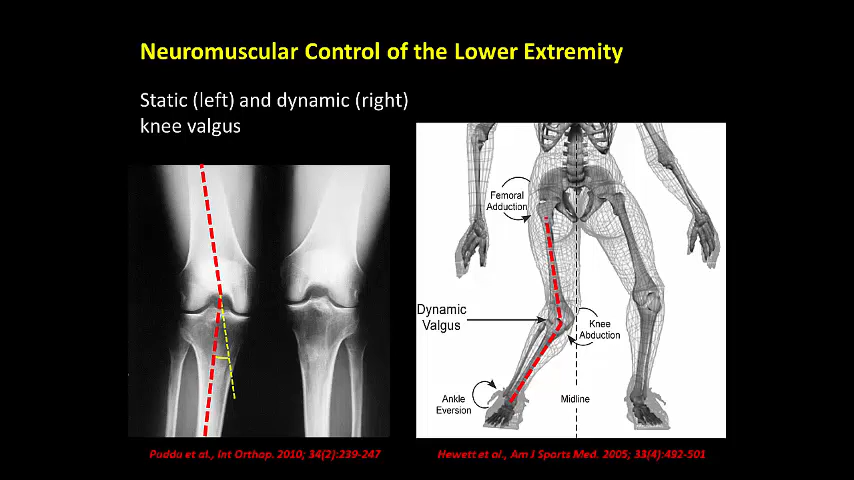 Neuromuscular Control of the Lower Extremity
Static (left) and dynamic (right)
knee valgus
Femoral
Adduction
Dynamic
Valgus
Knee
Abduction
Ankle
Eversion
Midline
Puddu et al., Int Orthap. 2010; 34(2):239-247
Hewett et al., Am J Sports Med. 2005; 33(4):492-501